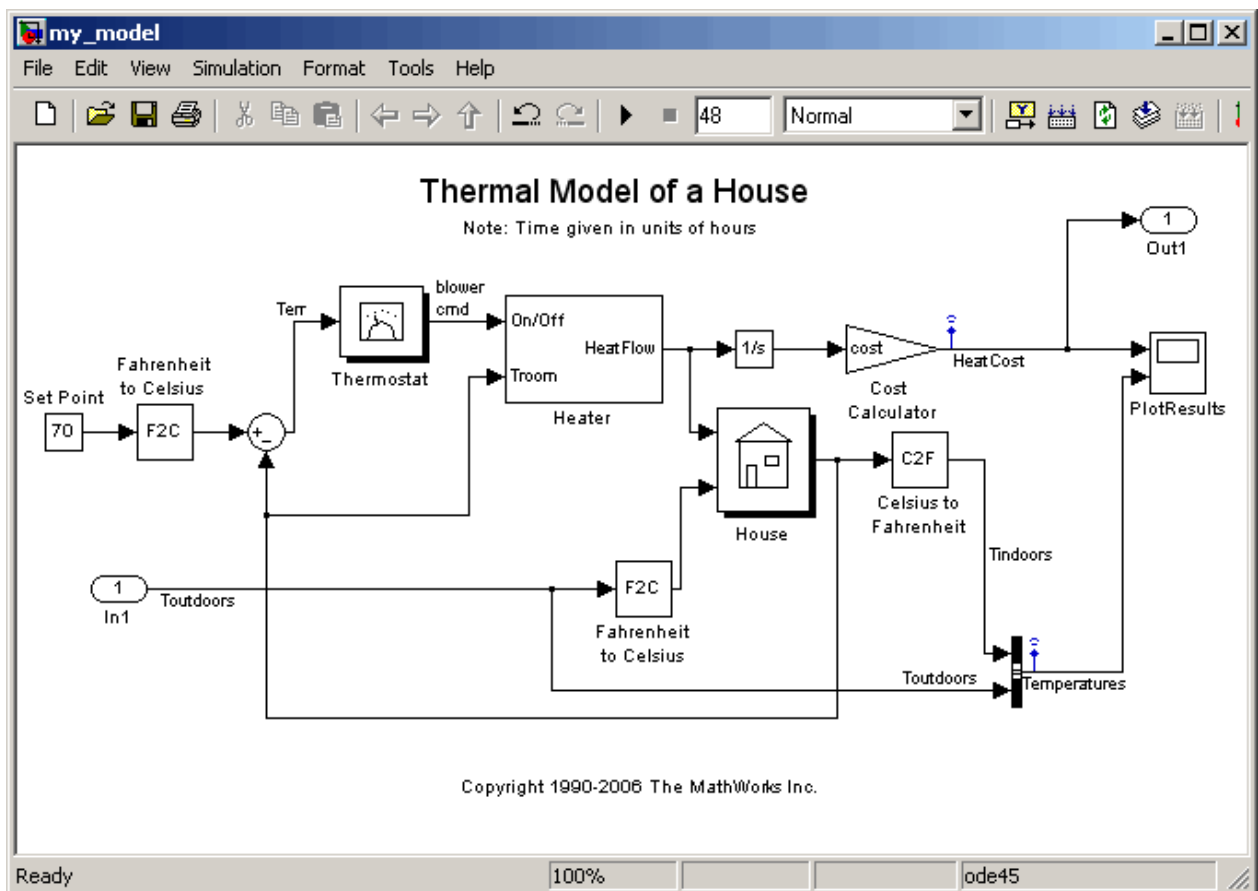 my_model
File Edit View Simulation Format Tools Help
48 Normal
Thermal Model of a House
Note: Time given in units of hours
1
Out1
Terr
blower
cmd
On/Off
HeatFlow
Troom
Heater
Thermostat
1/s
cost
HeatCost
Cost
Calculator
PlotResults
Fahrenheit
to Celsius
Set Point
70
F2C
+
-
House
C2F
Celsius to
Fahrenheit
Tindoors
1
In1
Toutdoors
F2C
Fahrenheit
to Celsius
Toutdoors
Temperatures
Copyright 1990-2006 The MathWorks Inc.
Ready 100% ode45